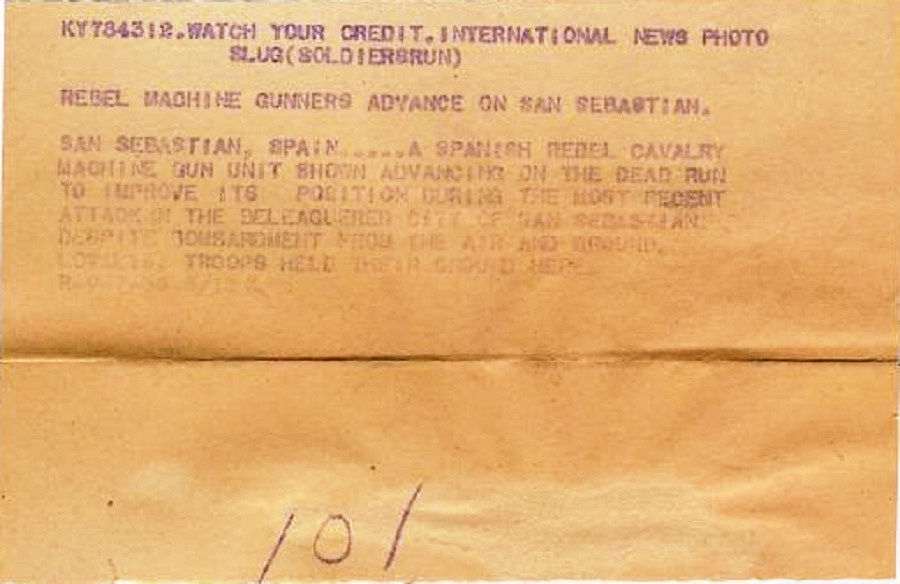 KY784312.WATCH YOUR CREDIT.INTERNATIONAL NEWS PHOTO
SLUG(SOLDIERSRUN)
REBEL MACHINE GUNNERS ADVANCE ON SAN SEBASTIAN.
SAN SEBASTIAN, SPAIN.....A SPANISH REBEL CAVALRY
MACHINE GUN UNIT SHOWN ADVANCING ON THE DEAD RUN
TO IMPROVE ITS POSITION DURING THE MOST RECENT
ATTACK ON THE BELEAGUERED CITY OF SAN SEBASTIAN.
DESPITE BOMBARDMENT FROM THE AIR AND GROUND,
TROOPS HELD THEIR GROUND HERE.
101